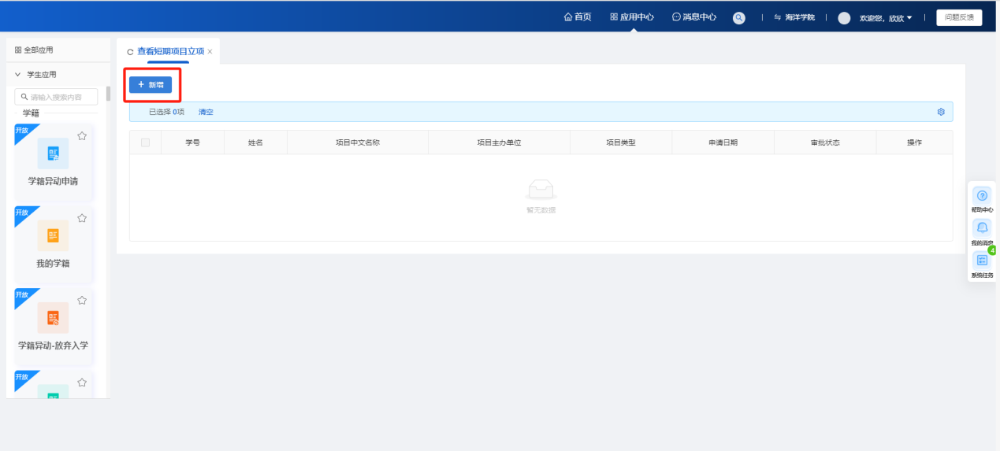 首页 应用中心 消息中心 海洋学院 欢迎您, 欣欣 问题反馈
全部应用
查看短期项目立项
学生应用
+ 新增
请输入搜索内容
学籍
已选择 0项 清空
开放
学号 姓名 项目中文名称 项目主办单位 项目类型 申请日期 审批状态 操作
学籍异动申请
暂无数据
帮助中心
开放
我的消息
4
我的学籍
系统任务
开放
学籍异动-放弃入学
开放